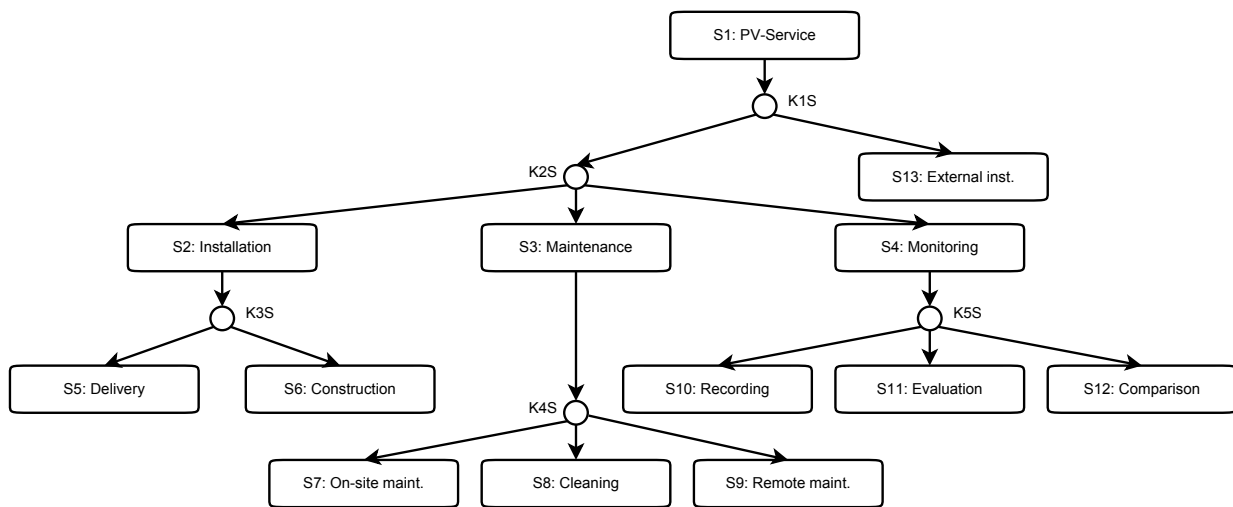 S1: PV-Service
K1S
S13: External inst.
K2S
S2: Installation
S3: Maintenance
S4: Monitoring
K3S
K5S
S5: Delivery
S6: Construction
S10: Recording
S11: Evaluation
S12: Comparison
K4S
S7: On-site maint.
S8: Cleaning
S9: Remote maint.